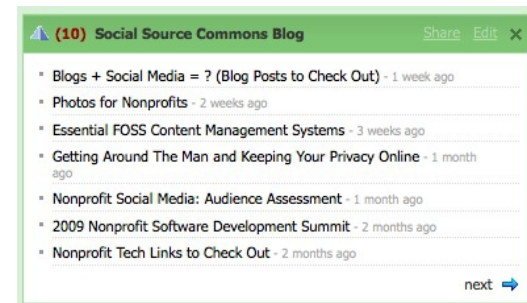 (10) Social Source Commons Blog Share Edit
Blogs + Social Media = ? (Blog Posts to Check Out) - 1 week ago
Photos for Nonprofits - 2 weeks ago
Essential FOSS Content Management Systems - 3 weeks ago
Getting Around The Man and Keeping Your Privacy Online - 1 month
ago
Nonprofit Social Media: Audience Assessment - 1 month ago
2009 Nonprofit Software Development Summit - 2 months ago
Nonprofit Tech Links to Check Out - 2 months ago
next